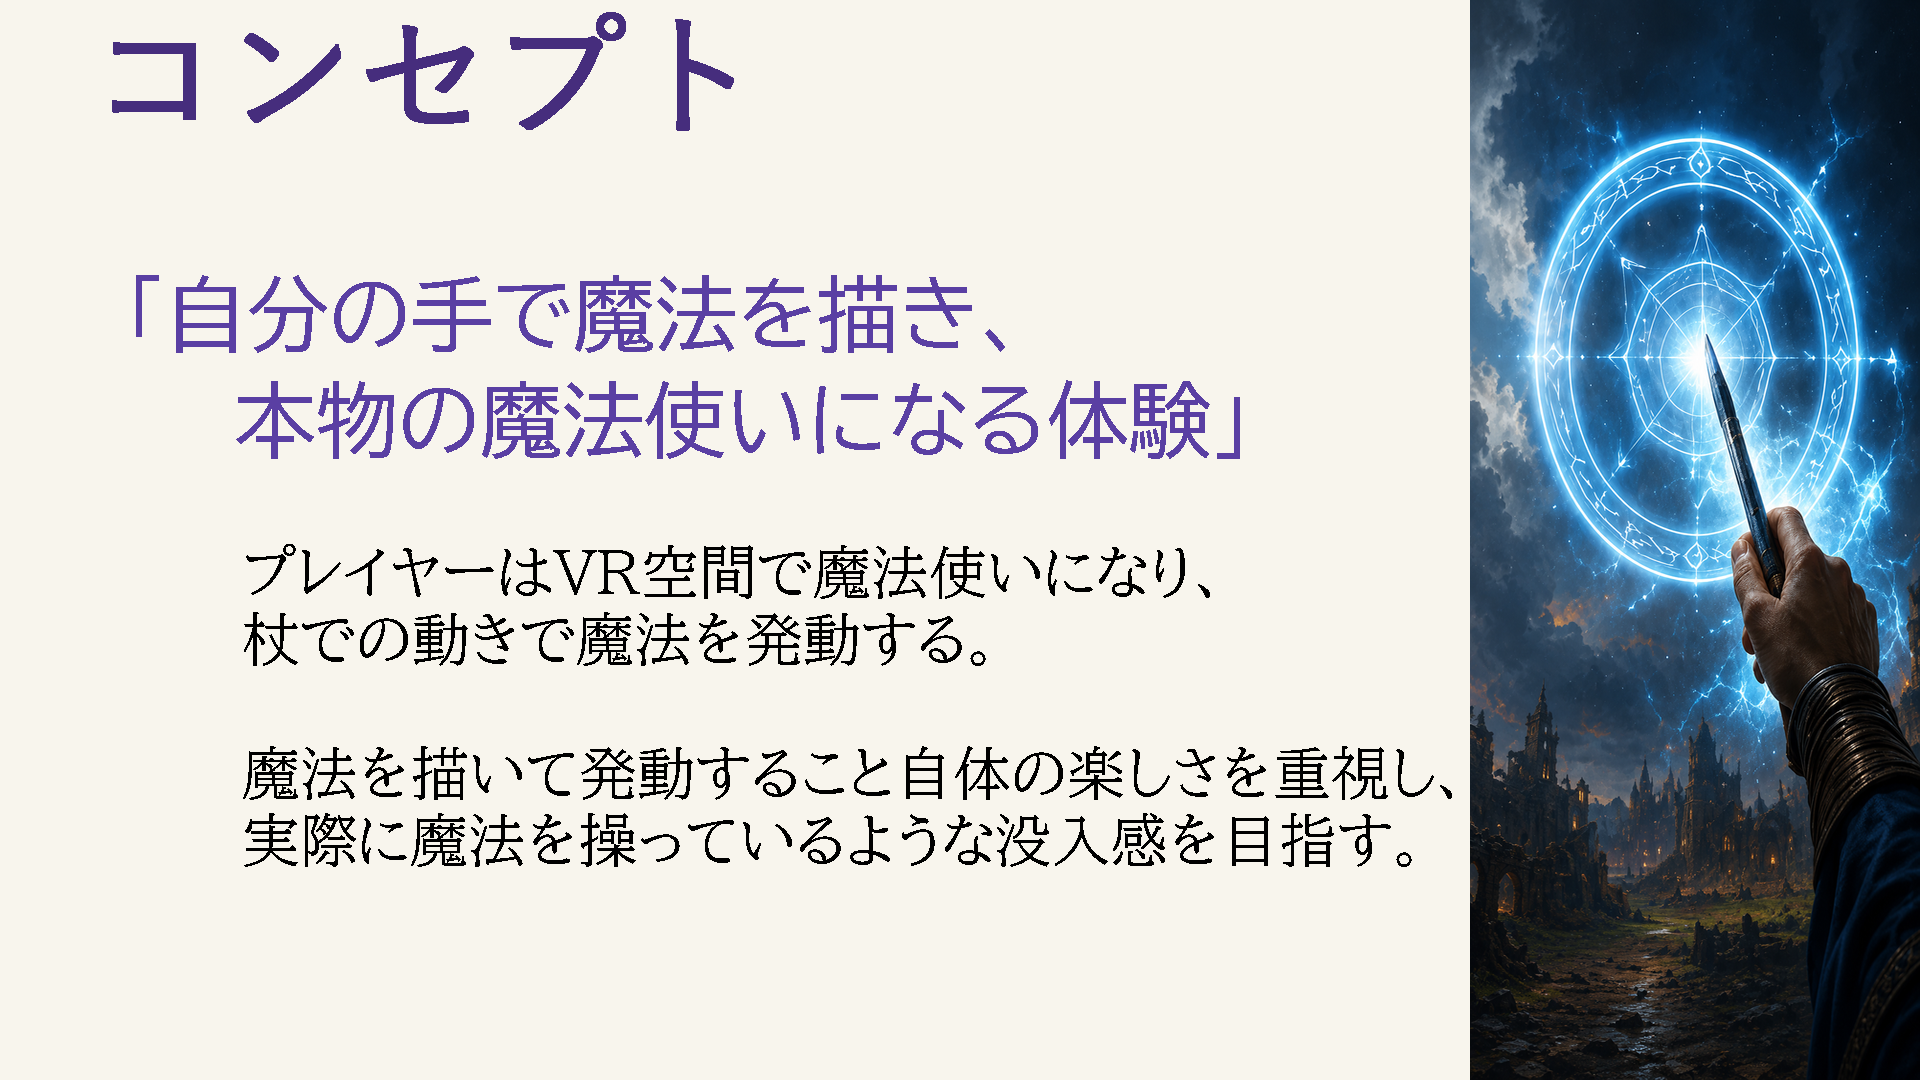 コンセプト
「自分の手で魔法を描き、
本物の魔法使いになる体験」
プレイヤーはVR空間で魔法使いになり、
杖での動きで魔法を発動する。
魔法を描いて発動すること自体の楽しさを重視し、
実際に魔法を操っているような没入感を目指す。